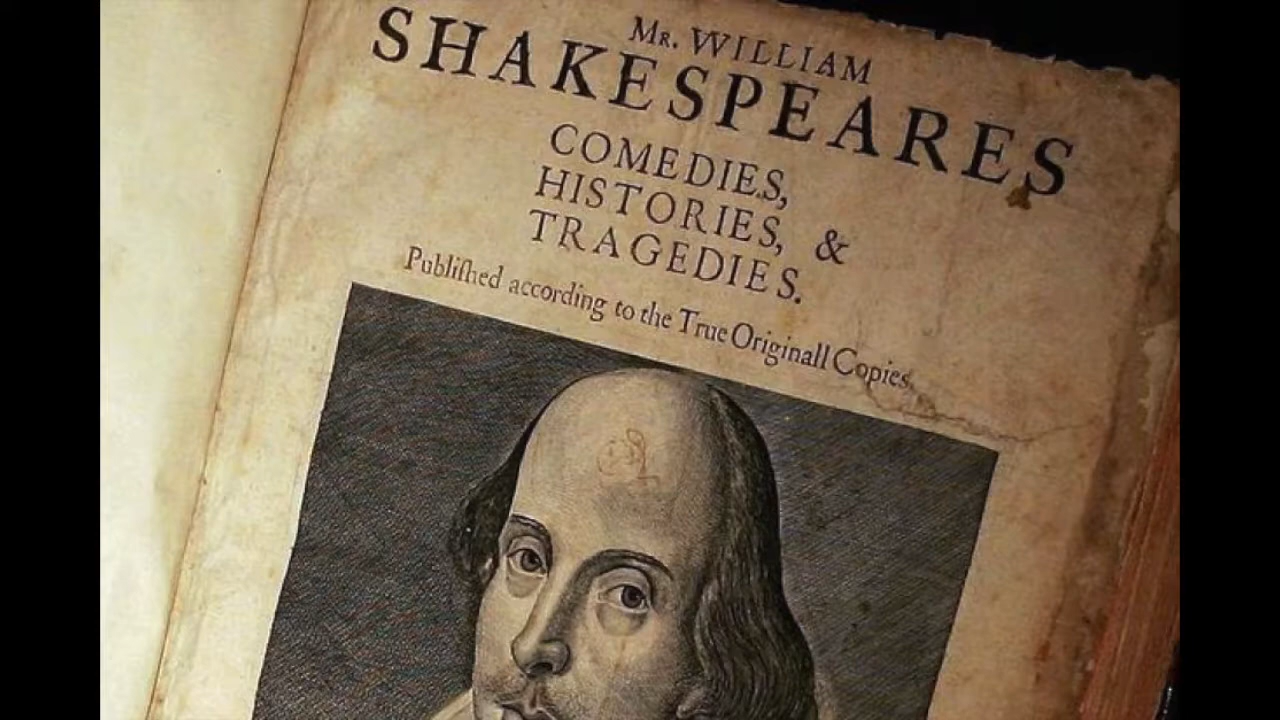 Mr. WILLIAM
SHAKESPEARES
COMEDIES,
HISTORIES, &
TRAGEDIES.
Publiſhed according to the True Originall Copies.